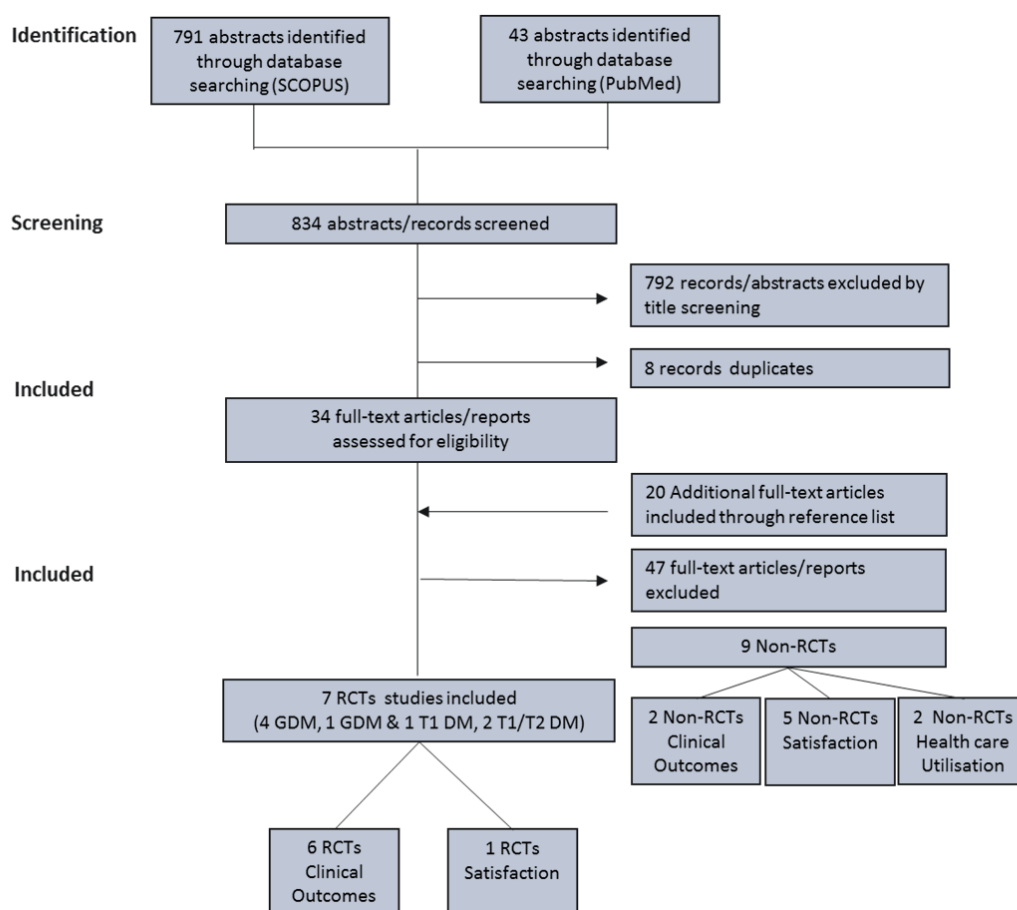 Identification
791 abstracts identified
through database
searching (SCOPUS)
43 abstracts identified
through database
searching (PubMed)
Screening
834 abstracts/records screened
792 records/abstracts excluded by
title screening
8 records duplicates
Included
34 full-text articles/reports
assessed for eligibility
20 Additional full-text articles
included through reference list
Included
47 full-text articles/reports
excluded
9 Non-RCTs
7 RCTs studies included
(4 GDM, 1 GDM & 1 T1 DM, 2 T1/T2 DM)
2 Non-RCTs
Clinical
Outcomes
5 Non-RCTs
Satisfaction
2 Non-RCTs
Health care
Utilisation
6 RCTs
Clinical
Outcomes
1 RCTs
Satisfaction